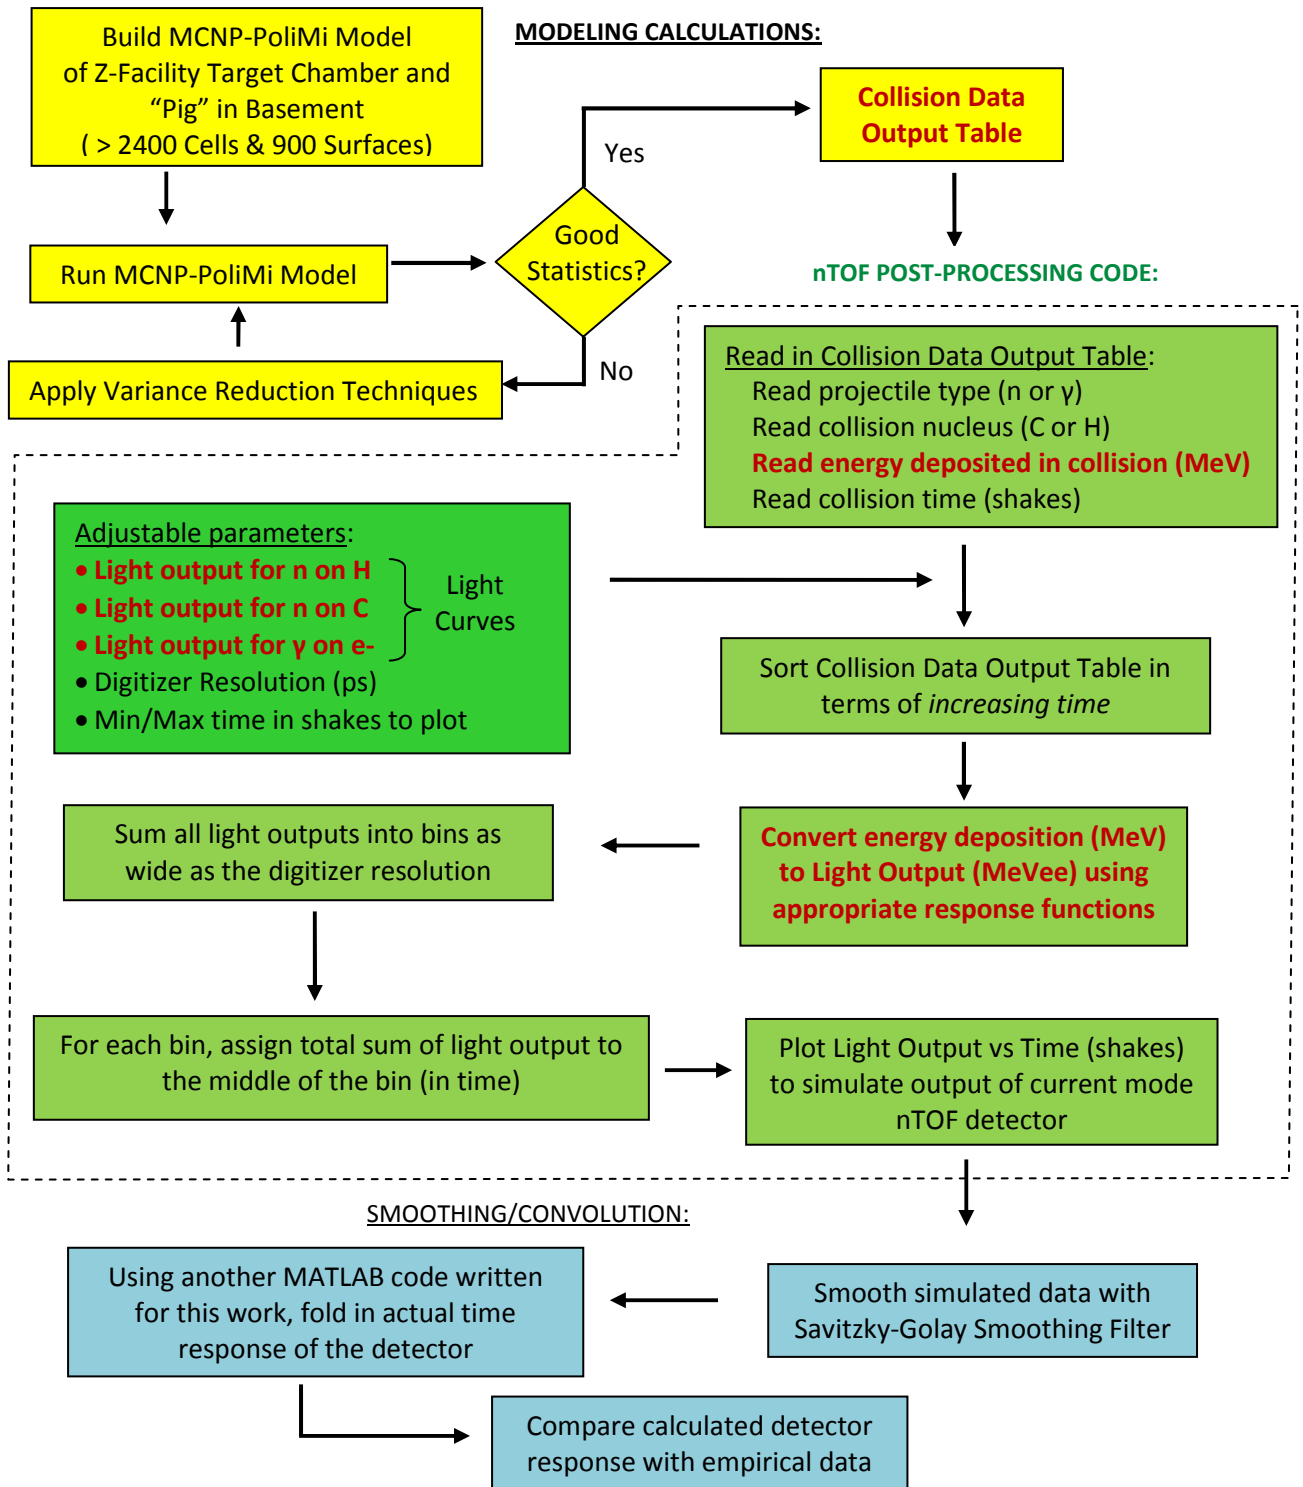 Build MCNP-PoliMi Model
of Z-Facility Target Chamber and
“Pig” in Basement
( > 2400 Cells & 900 Surfaces)
MODELING CALCULATIONS:
Collision Data
Output Table
Yes
Good
Statistics?
Run MCNP-PoliMi Model
No
Apply Variance Reduction Techniques
nTOF POST-PROCESSING CODE:
Read in Collision Data Output Table:
Read projectile type (n or γ)
Read collision nucleus (C or H)
Read energy deposited in collision (MeV)
Read collision time (shakes)
Adjustable parameters:
• Light output for n on H
• Light output for n on C
• Light output for γ on e-
• Digitizer Resolution (ps)
• Min/Max time in shakes to plot
Light
Curves
Sort Collision Data Output Table in
terms of increasing time
Convert energy deposition (MeV)
to Light Output (MeVee) using
appropriate response functions
Sum all light outputs into bins as
wide as the digitizer resolution
For each bin, assign total sum of light output to
the middle of the bin (in time)
Plot Light Output vs Time (shakes)
to simulate output of current mode
nTOF detector
SMOOTHING/CONVOLUTION:
Smooth simulated data with
Savitzky-Golay Smoothing Filter
Using another MATLAB code written
for this work, fold in actual time
response of the detector
Compare calculated detector
response with empirical data